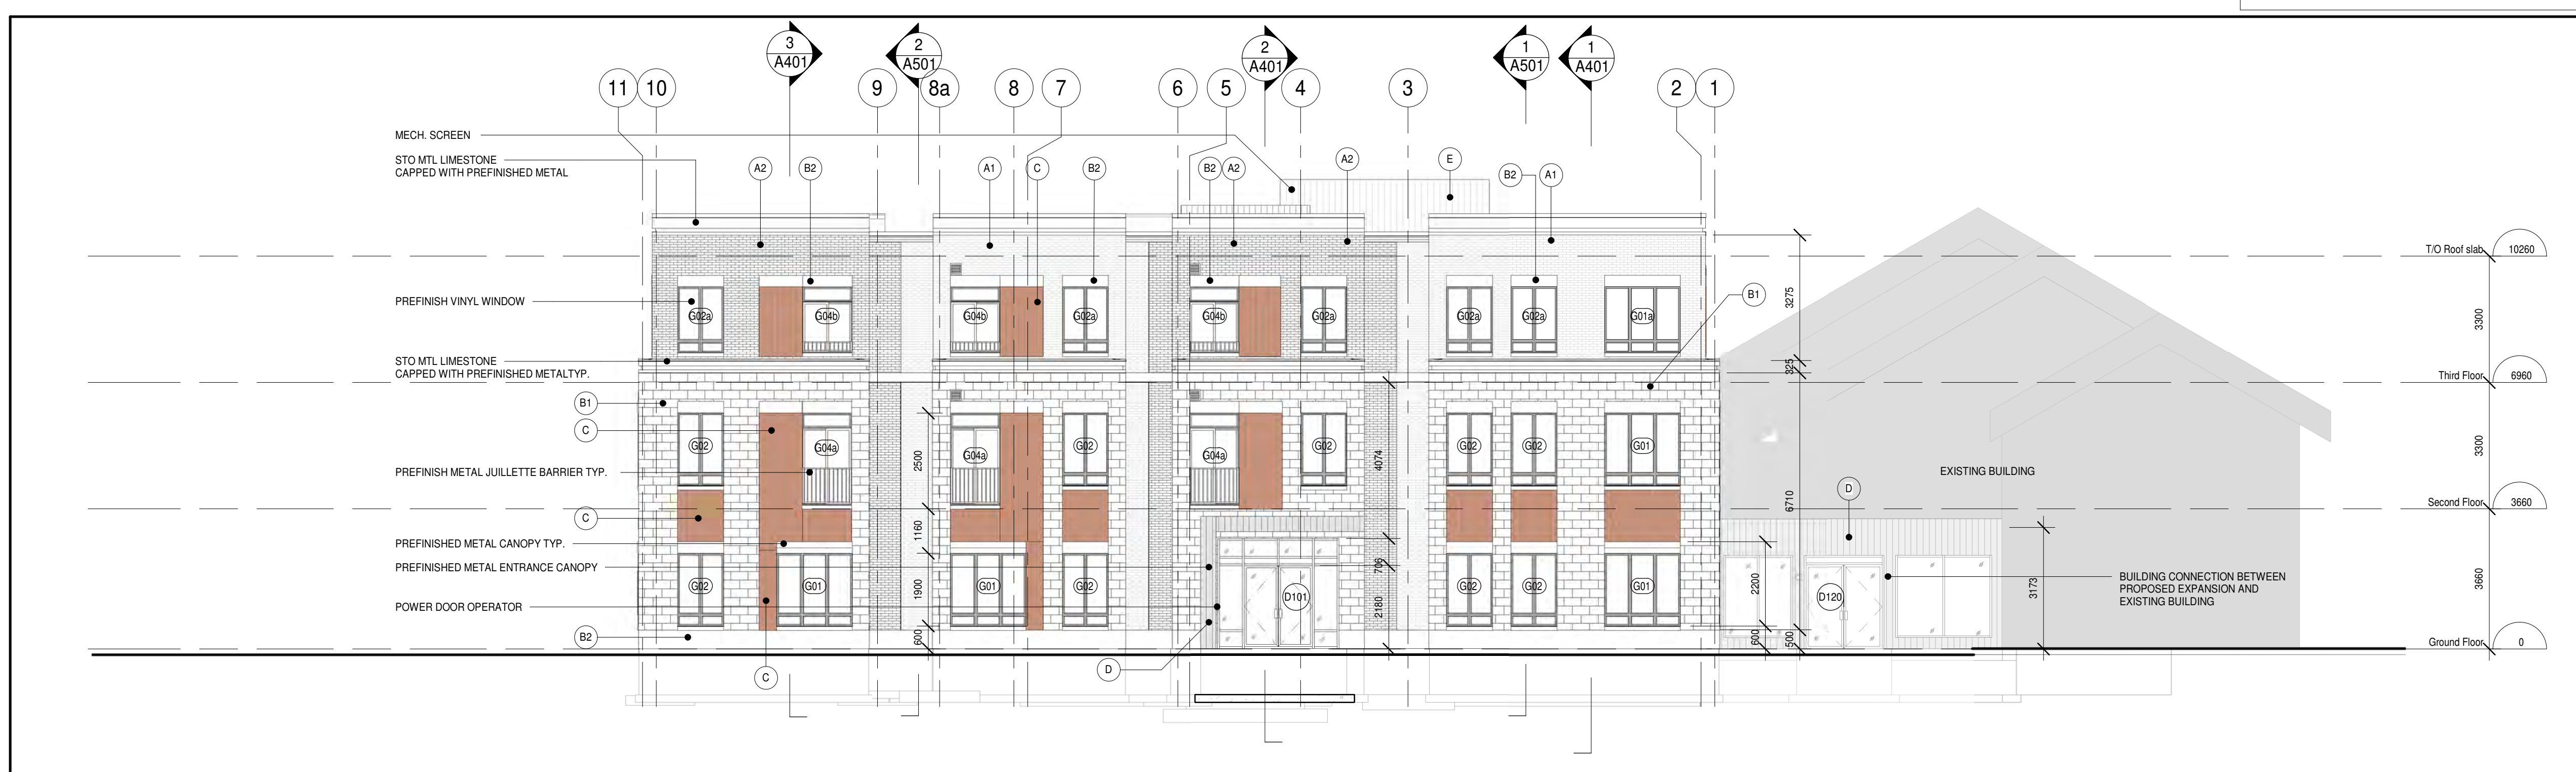 3
A401
2
A501
2
A401
1
A501
1
A401
11
10
9
8a
8
7
6
5
4
3
2
1
MECH. SCREEN
STO MTL LIMESTONE
CAPPED WITH PREFINISHED METAL
A2
B2
A1
C
B2
B2
A2
A2
E
B2
A1
T/O Roof slab
10260
PREFINISH VINYL WINDOW
G02a
G04b
G04b
G02a
G04b
G02a
G02a
G02a
G01a
3275
B1
3300
STO MTL LIMESTONE
CAPPED WITH PREFINISHED METALTYP.
325
Third Floor
6960
B1
C
G02
G04a
G04a
G02
G04a
G02
G02
G02
G01
2500
4074
3300
PREFINISH METAL JUILLETTE BARRIER TYP.
EXISTING BUILDING
D
6710
Second Floor
3660
C
1160
PREFINISHED METAL CANOPY TYP.
PREFINISHED METAL ENTRANCE CANOPY
706
G02
G01
1900
G01
G02
D101
2180
G02
G02
G01
2200
D120
3173
3660
BUILDING CONNECTION BETWEEN
PROPOSED EXPANSION AND
EXISTING BUILDING
POWER DOOR OPERATOR
B2
600
600
500
Ground Floor
0
C
D